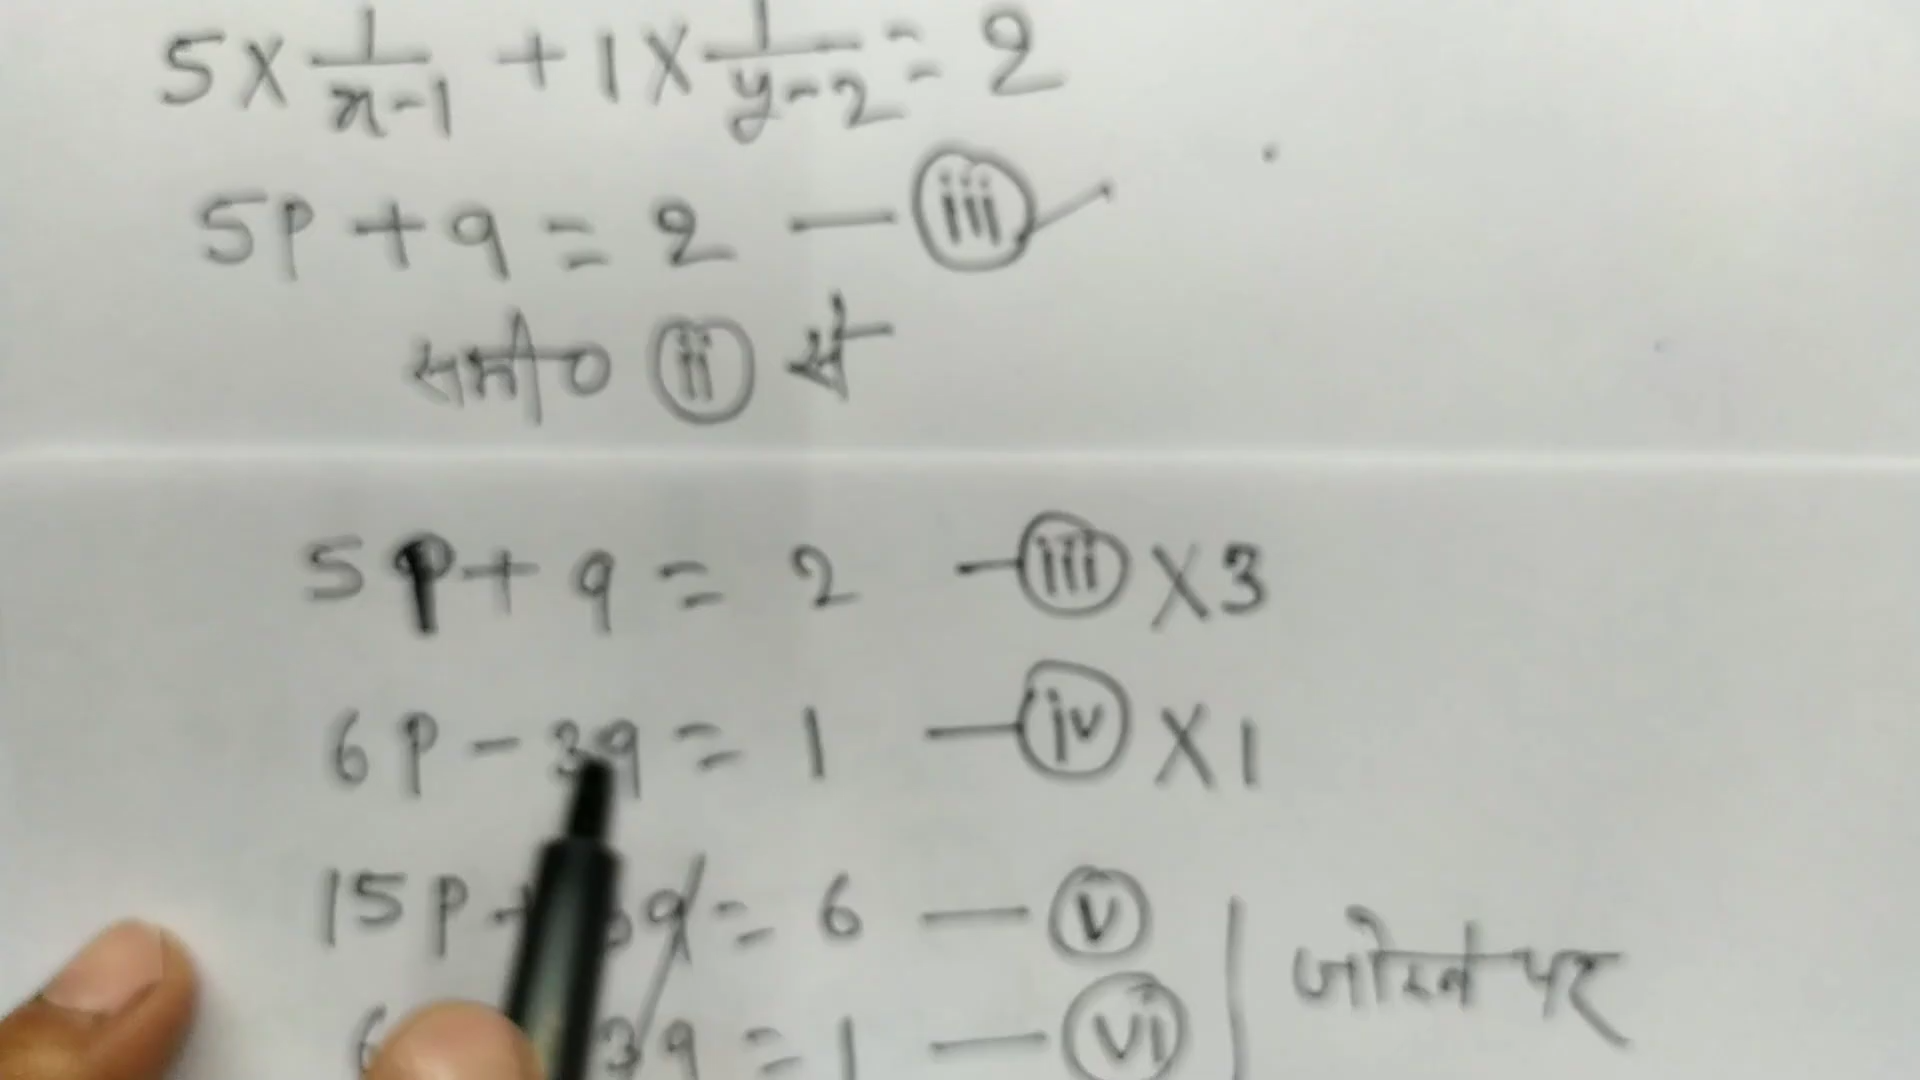 5 × 1/x-1 + 1 × 1/y-2 = 2
5p + q = 2 — (iii)
समी० (ii) से
5p + q = 2 — (iii) × 3
6p - 3q = 1 — (iv) × 1
15p + 3q = 6 — (v)
जोड़ने पर
6 3q = 1 — (vi)